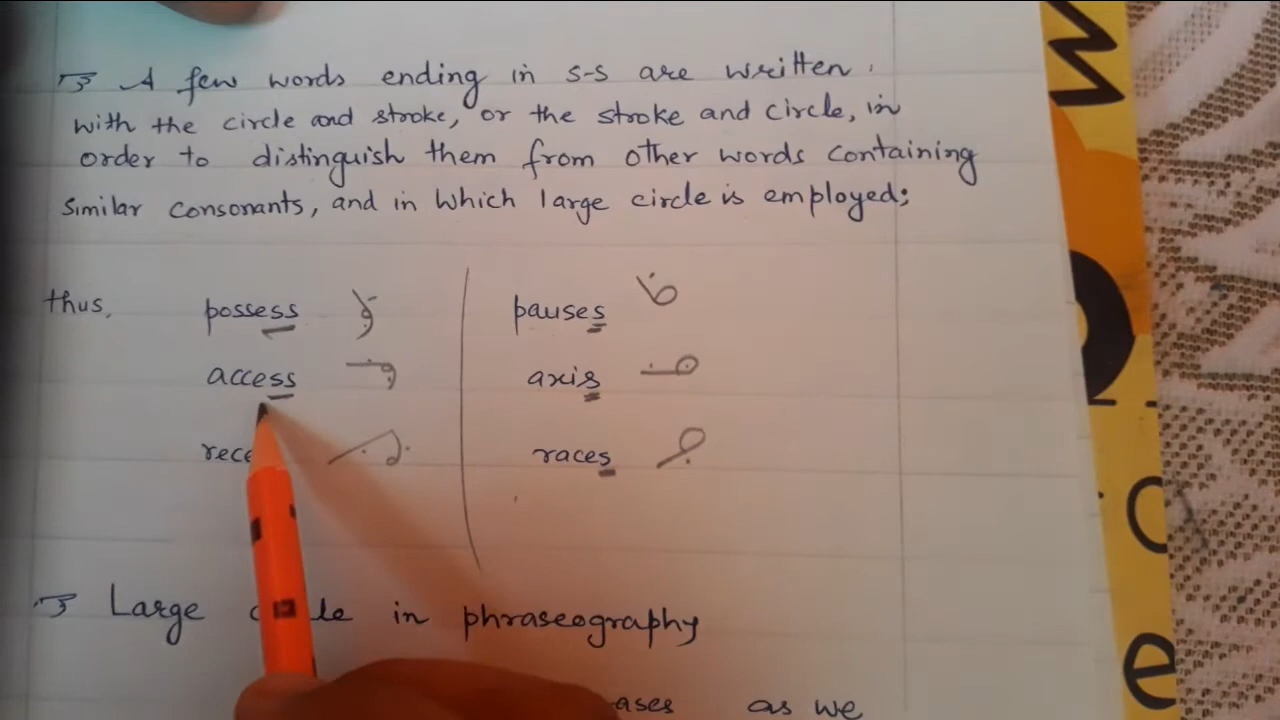 A few words ending in s-s are written.
with the circle and stroke, or the stroke and circle, in
order to distinguish them from other words containing
similar consonants, and in which large circle is employed;
thus, possess pauses
access axis
races
Large in phraseography
as we